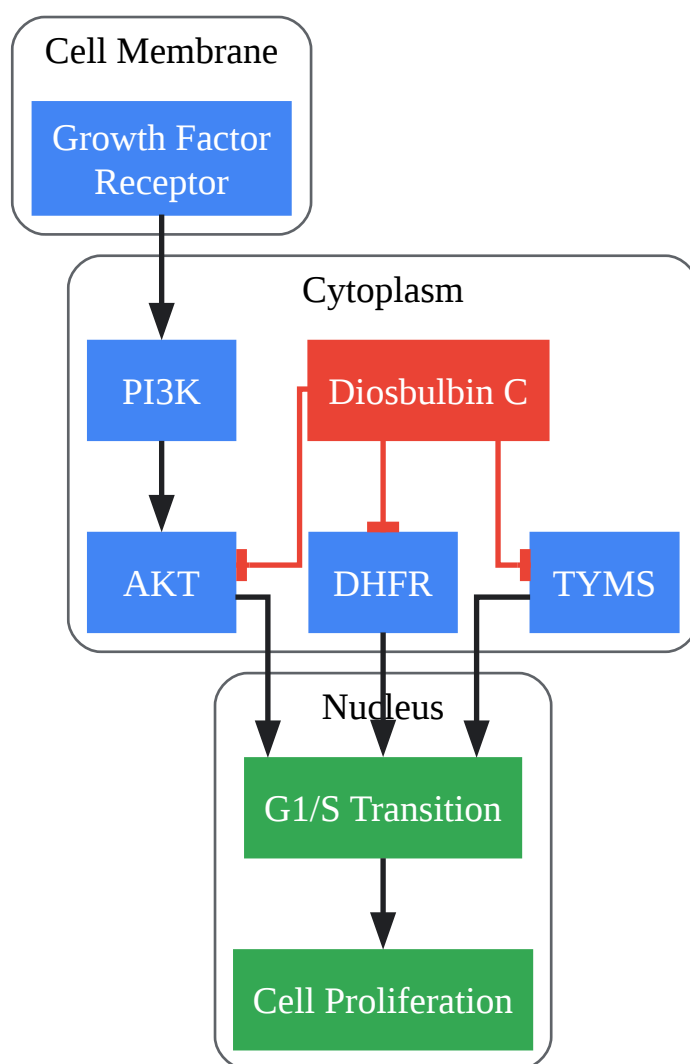 Cell Membrane
Growth Factor
Receptor
Cytoplasm
PI3K
Diosbulbin C
AKT
DHFR
TYMS
Nucleus
G1/S Transition
Cell Proliferation